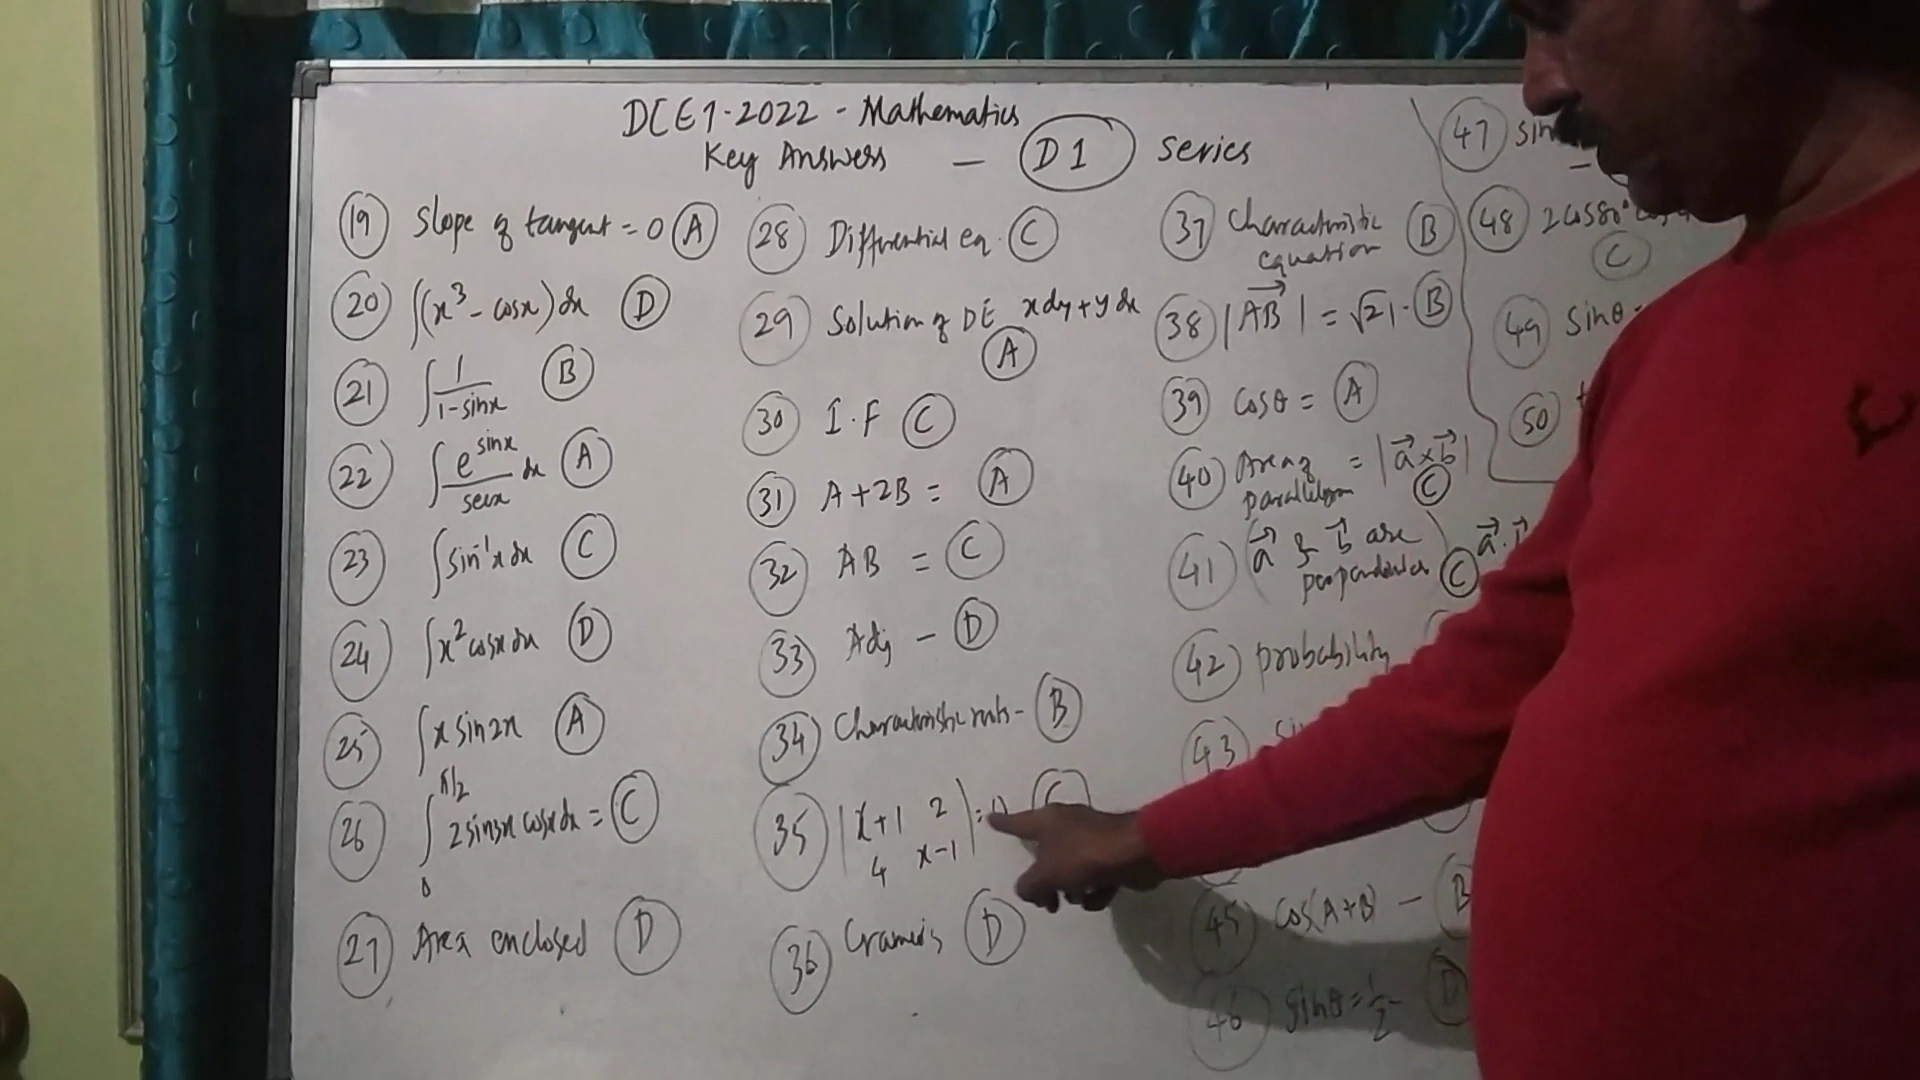 DCET-2022 - Mathematics
Key Answers - D1 Series
19 Slope of tangent = 0 A
20 ∫(x³ - cosx)dx D
21 ∫ 1/(1-sinx) B
22 ∫ e^sinx/secx dx A
23 ∫sin⁻¹x dx C
24 ∫x² cosx dx D
25 ∫x sin2x A
26 ∫₀^π/2 2sin3x cosx dx = C
27 Area enclosed D
28 Differential eq. C
29 Solution of DE xdy+ydx
A
30 I.F C
31 A+2B = A
32 AB = C
33 Adj - D
34 Characteristic roots - B
35 |x+1 2| = 0 C
4 x-1
36 Cramer's D
37 Characteristic B
equation
38 |AB→| = √21. B
39 cosθ = A
40 Area of = |a→×b→|
parallelogram C
41 a→ & b→ are a→.
perpendicular C
42 probability
43
45 cos(A+B) - B
46 sinθ=1/2 D
47 sin
48 2cos80°
C
49 sinθ=
50